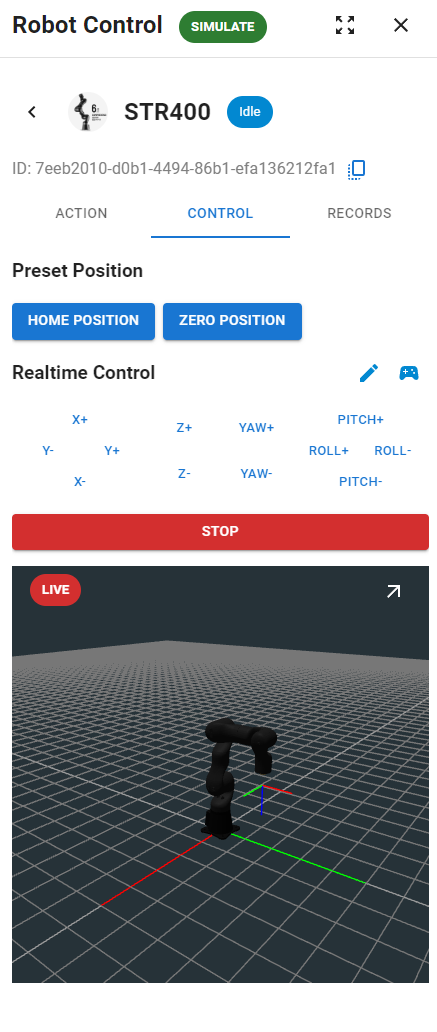 Robot Control SIMULATE
STR400 Idle
ID: 7eeb2010-d0b1-4494-86b1-efa136212fa1
ACTION CONTROL RECORDS
Preset Position
HOME POSITION ZERO POSITION
Realtime Control
X+ Z+ YAW+ PITCH+
Y- Y+ ROLL+ ROLL-
X- Z- YAW- PITCH-
STOP
LIVE